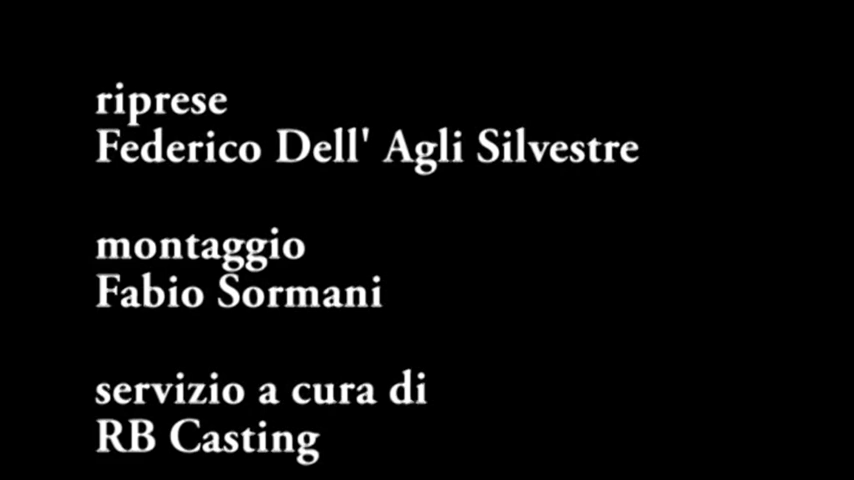 riprese
Federico Dell' Agli Silvestre
montaggio
Fabio Sormani
servizio a cura di
RB Casting